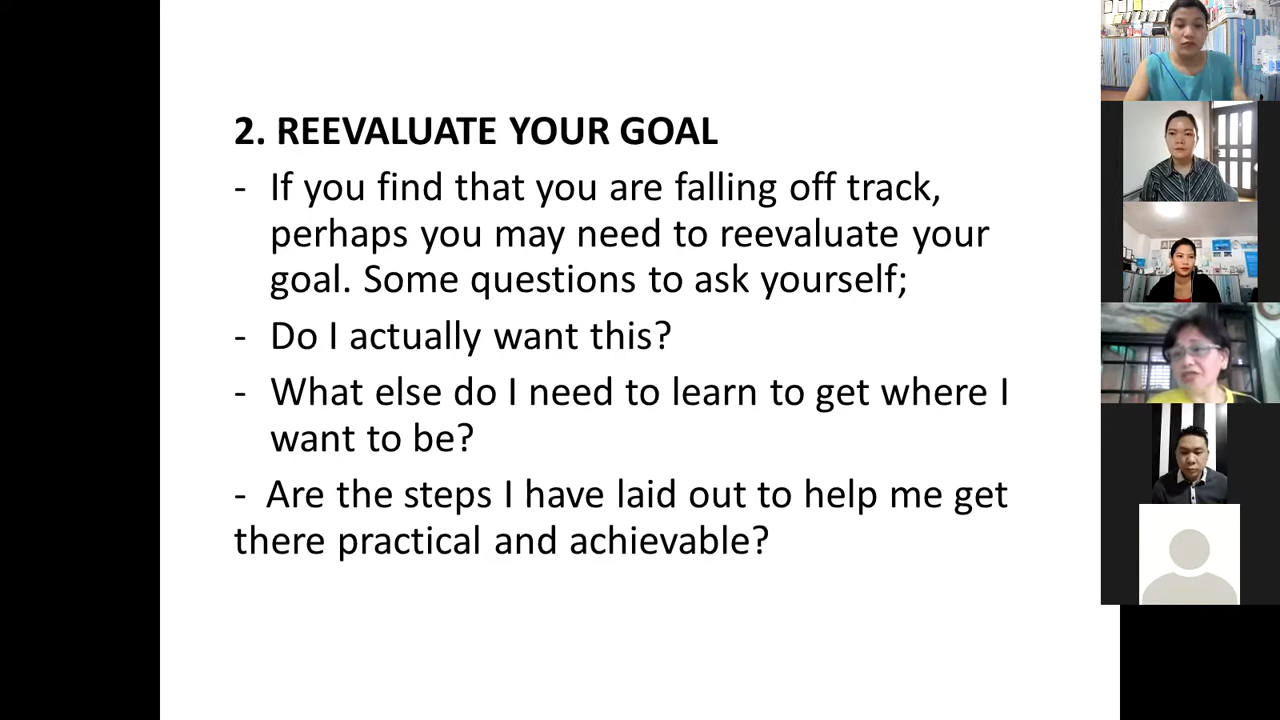 2. REEVALUATE YOUR GOAL
- If you find that you are falling off track,
perhaps you may need to reevaluate your
goal. Some questions to ask yourself;
- Do I actually want this?
- What else do I need to learn to get where I
want to be?
- Are the steps I have laid out to help me get
there practical and achievable?